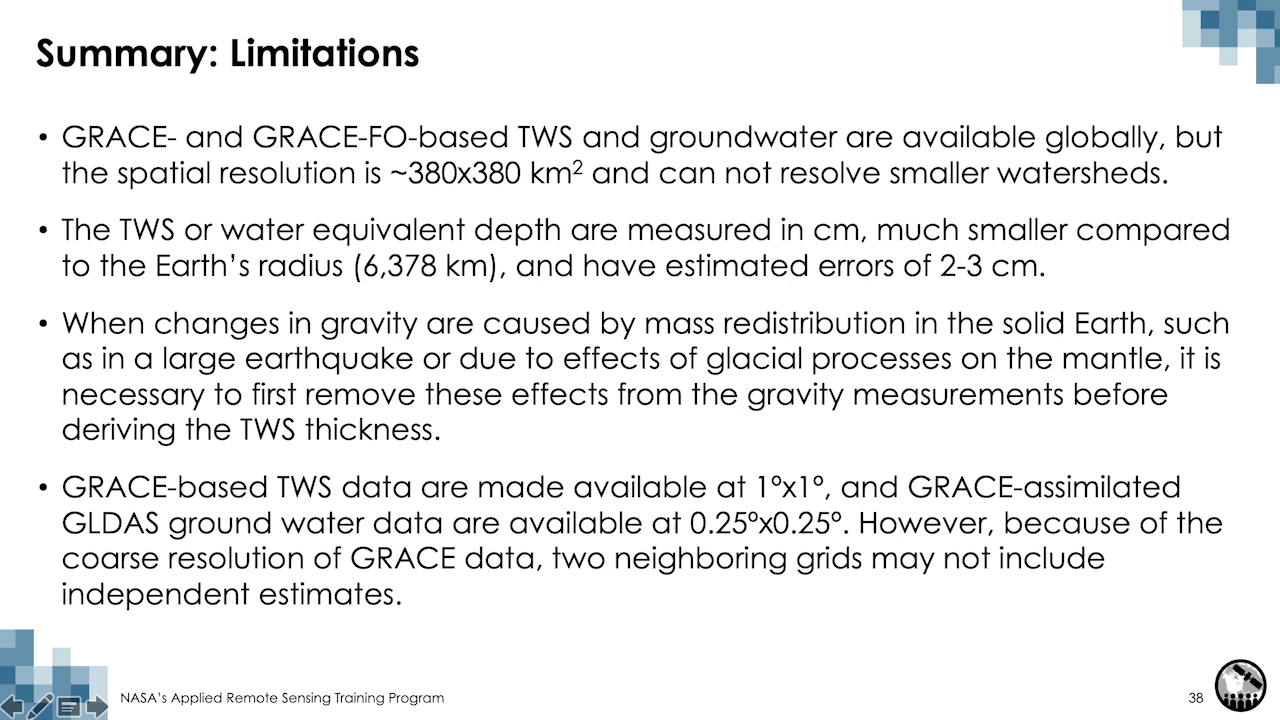 Summary: Limitations
• GRACE- and GRACE-FO-based TWS and groundwater are available globally, but
the spatial resolution is ~380x380 km² and can not resolve smaller watersheds.
• The TWS or water equivalent depth are measured in cm, much smaller compared
to the Earth’s radius (6,378 km), and have estimated errors of 2-3 cm.
• When changes in gravity are caused by mass redistribution in the solid Earth, such
as in a large earthquake or due to effects of glacial processes on the mantle, it is
necessary to first remove these effects from the gravity measurements before
deriving the TWS thickness.
• GRACE-based TWS data are made available at 1ºx1º, and GRACE-assimilated
GLDAS ground water data are available at 0.25ºx0.25º. However, because of the
coarse resolution of GRACE data, two neighboring grids may not include
independent estimates.
NASA’s Applied Remote Sensing Training Program
38